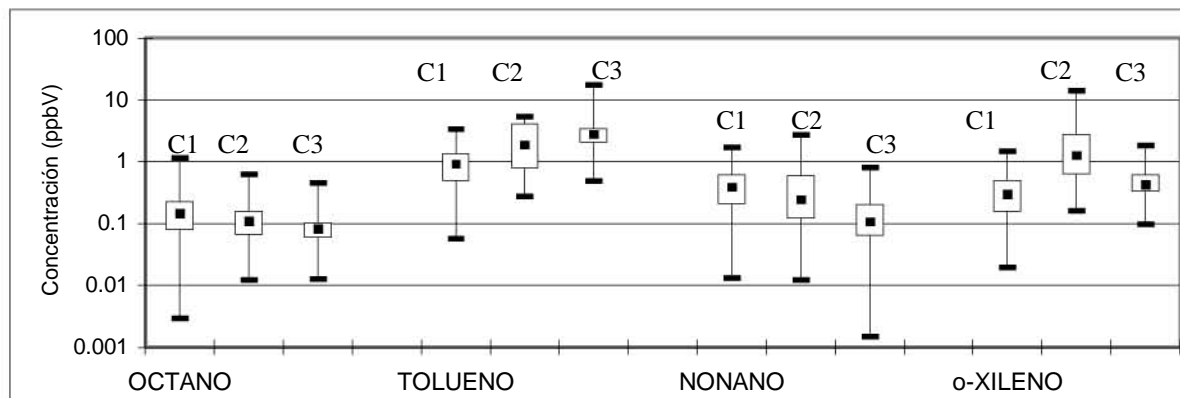 Concentración (ppbV)
100
10
1
0.1
0.01
0.001
C1 C2 C3
C1 C2 C3
C1 C2 C3
C1 C2 C3
OCTANO TOLUENO NONANO o-XILENO